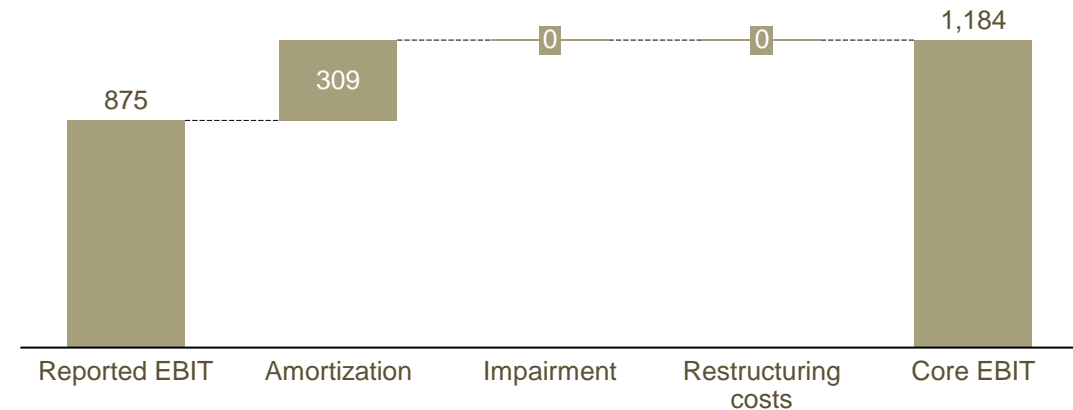 1,184
0
0
309
875
Reported EBIT
Amortization
Impairment
Restructuring
costs
Core EBIT